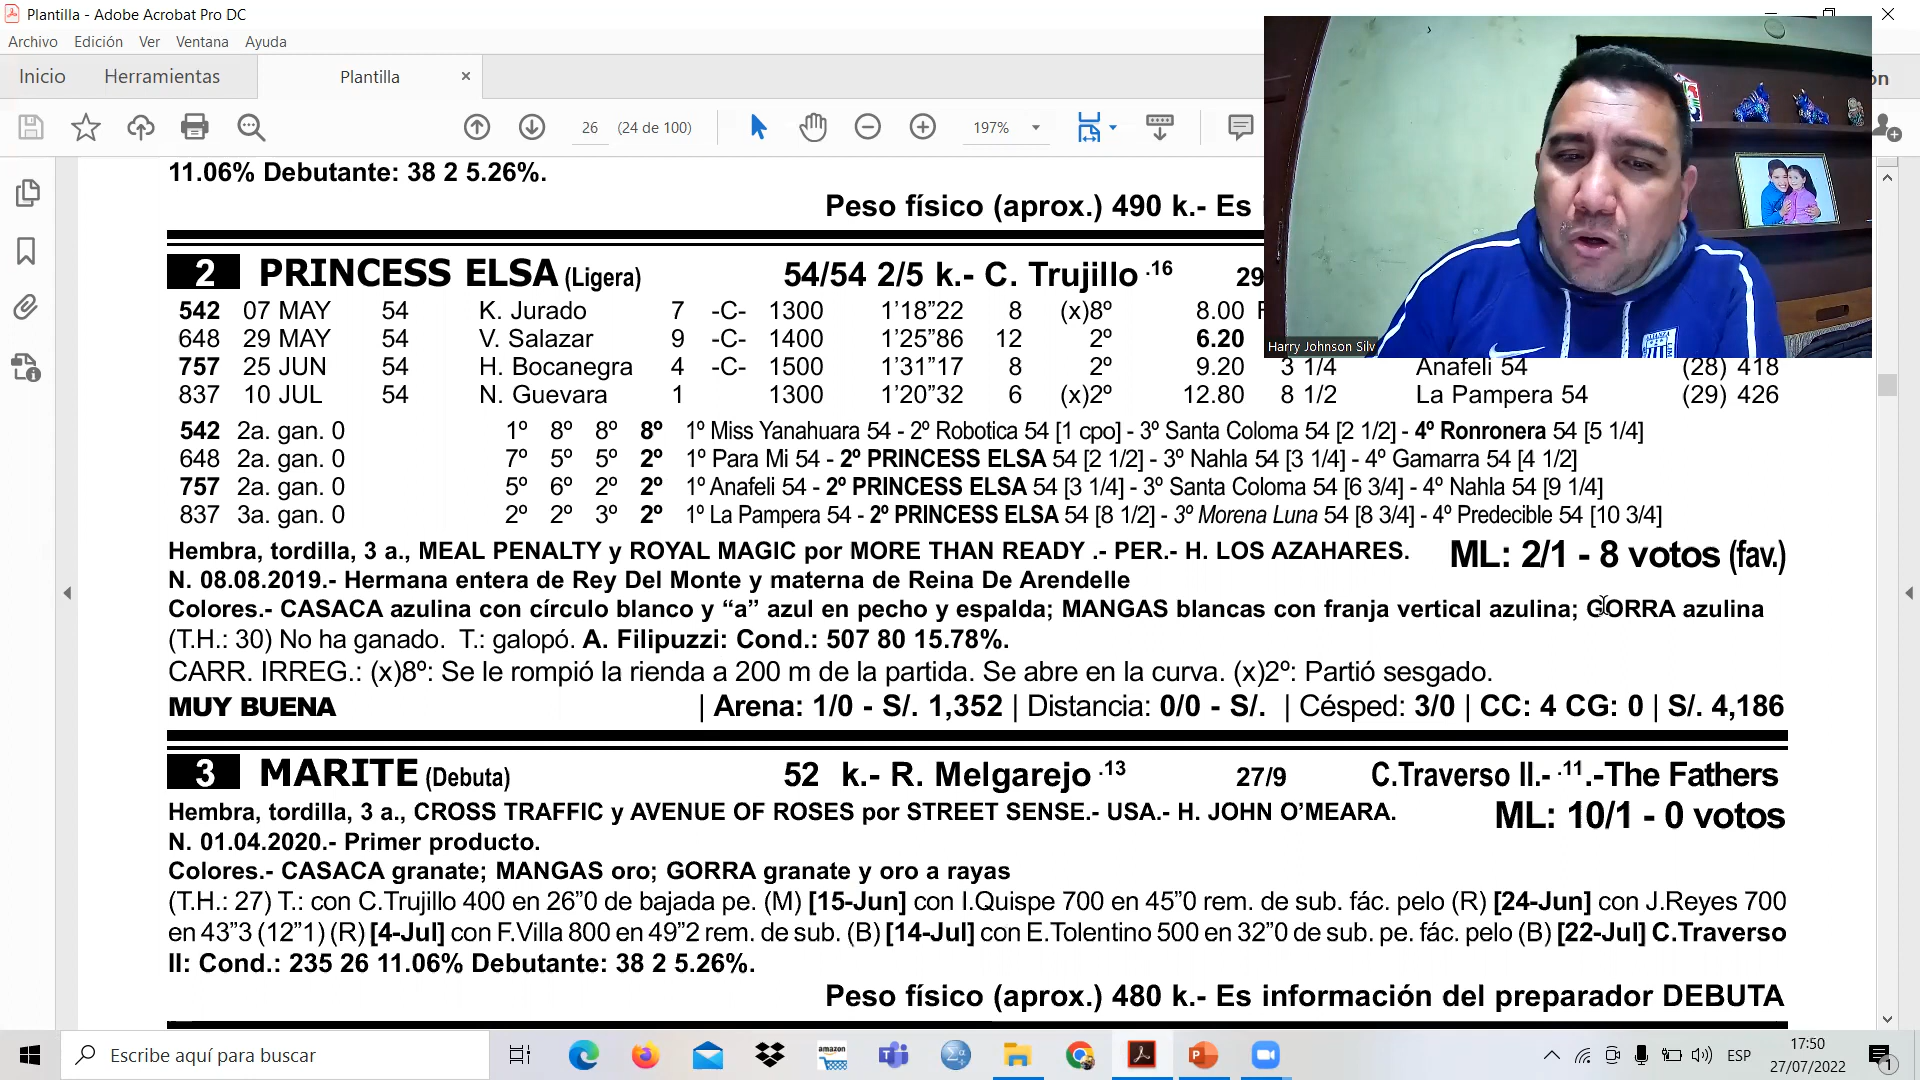 Plantilla - Adobe Acrobat Pro DC
Archivo Edición Ver Ventana Ayuda
Inicio Herramientas Plantilla × ón
26 (24 de 100) 197%
11.06% Debutante: 38 2 5.26%.
Peso físico (aprox.) 490 k.- Es i
2 PRINCESS ELSA (Ligera) 54/54 2/5 k.- C. Trujillo .16 29
542 07 MAY 54 K. Jurado 7 -C- 1300 1'18"22 8 (x)8º 8.00
648 29 MAY 54 V. Salazar 9 -C- 1400 1'25"86 12 2º 6.20
757 25 JUN 54 H. Bocanegra 4 -C- 1500 1'31"17 8 2º 9.20 3 1/4 Anafeli 54 (28) 418
837 10 JUL 54 N. Guevara 1 1300 1'20"32 6 (x)2º 12.80 8 1/2 La Pampera 54 (29) 426
542 2a. gan. 0 1º 8º 8º 8º 1º Miss Yanahuara 54 - 2º Robotica 54 [1 cpo] - 3º Santa Coloma 54 [2 1/2] - 4º Ronronera 54 [5 1/4]
648 2a. gan. 0 7º 5º 5º 2º 1º Para Mi 54 - 2º PRINCESS ELSA 54 [2 1/2] - 3º Nahla 54 [3 1/4] - 4º Gamarra 54 [4 1/2]
757 2a. gan. 0 5º 6º 2º 2º 1º Anafeli 54 - 2º PRINCESS ELSA 54 [3 1/4] - 3º Santa Coloma 54 [6 3/4] - 4º Nahla 54 [9 1/4]
837 3a. gan. 0 2º 2º 3º 2º 1º La Pampera 54 - 2º PRINCESS ELSA 54 [8 1/2] - 3º Morena Luna 54 [8 3/4] - 4º Predecible 54 [10 3/4]
Hembra, tordilla, 3 a., MEAL PENALTY y ROYAL MAGIC por MORE THAN READY .- PER.- H. LOS AZAHARES. ML: 2/1 - 8 votos (fav.)
N. 08.08.2019.- Hermana entera de Rey Del Monte y materna de Reina De Arendelle
Colores.- CASACA azulina con círculo blanco y "a" azul en pecho y espalda; MANGAS blancas con franja vertical azulina; GORRA azulina
(T.H.: 30) No ha ganado. T.: galopó. A. Filipuzzi: Cond.: 507 80 15.78%.
CARR. IRREG.: (x)8º: Se le rompió la rienda a 200 m de la partida. Se abre en la curva. (x)2º: Partió sesgado.
MUY BUENA | Arena: 1/0 - S/. 1,352 | Distancia: 0/0 - S/. | Césped: 3/0 | CC: 4 CG: 0 | S/. 4,186
3 MARITE (Debuta) 52 k.- R. Melgarejo .13 27/9 C.Traverso II.- .11.-The Fathers
Hembra, tordilla, 3 a., CROSS TRAFFIC y AVENUE OF ROSES por STREET SENSE.- USA.- H. JOHN O'MEARA. ML: 10/1 - 0 votos
N. 01.04.2020.- Primer producto.
Colores.- CASACA granate; MANGAS oro; GORRA granate y oro a rayas
(T.H.: 27) T.: con C.Trujillo 400 en 26"0 de bajada pe. (M) [15-Jun] con I.Quispe 700 en 45"0 rem. de sub. fác. pelo (R) [24-Jun] con J.Reyes 700
en 43"3 (12"1) (R) [4-Jul] con F.Villa 800 en 49"2 rem. de sub. (B) [14-Jul] con E.Tolentino 500 en 32"0 de sub. pe. fác. pelo (B) [22-Jul] C.Traverso
II: Cond.: 235 26 11.06% Debutante: 38 2 5.26%.
Peso físico (aprox.) 480 k.- Es información del preparador DEBUTA
Harry Johnson Silv
ALIANZA
Escribe aquí para buscar amazon ESP 17:50
27/07/2022 1